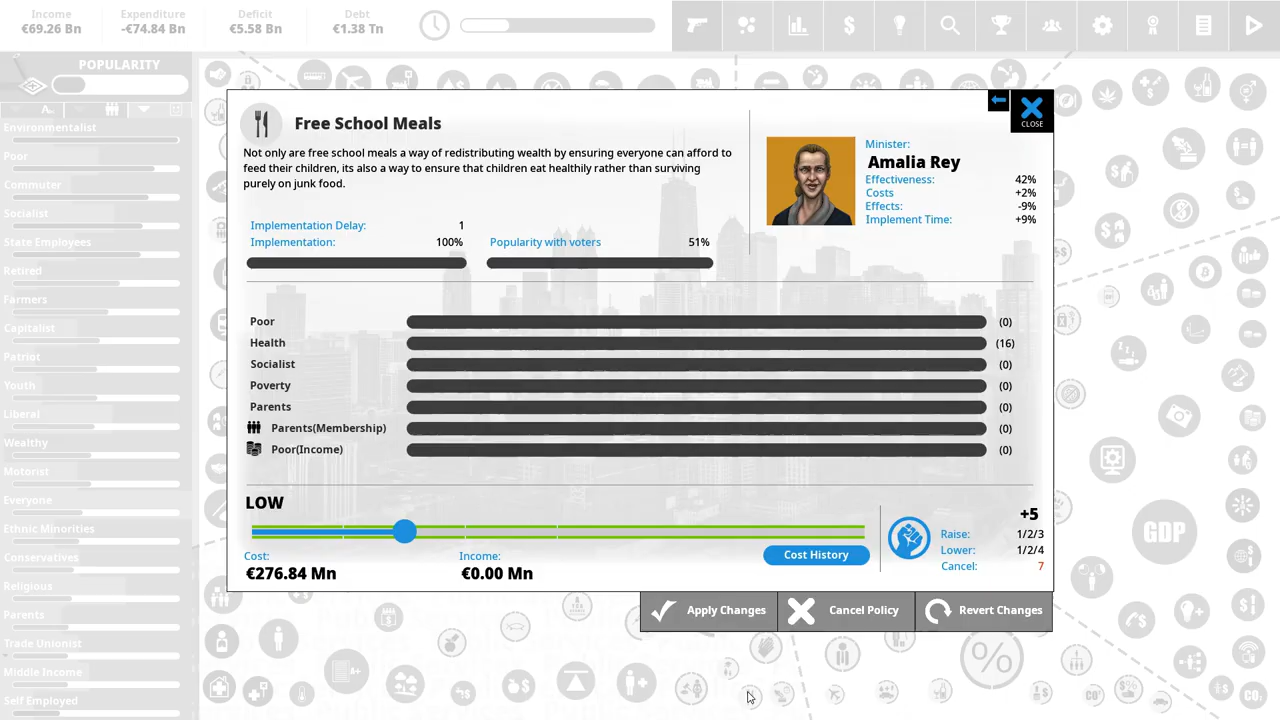 Income
Expenditure
Deficit
Debt
€69.26 Bn
-€74.84 Bn
€5.58 Bn
€1.38 Tn
POPULARITY
Environmentalist
Poor
Commuter
Socialist
State Employees
Retired
Farmers
Capitalist
Patriot
Youth
Liberal
Wealthy
Motorist
Everyone
Ethnic Minorities
Conservatives
Religious
Parents
Trade Unionist
Middle Income
Self Employed
Free School Meals
Not only are free school meals a way of redistributing wealth by ensuring everyone can afford to
feed their children, its also a way to ensure that children eat healthily rather than surviving
purely on junk food.
Implementation Delay: 1
Implementation: 100%
Popularity with voters 51%
Minister:
Amalia Rey
Effectiveness: 42%
Costs +2%
Effects: -9%
Implement Time: +9%
CLOSE
Poor (0)
Health (16)
Socialist (0)
Poverty (0)
Parents (0)
Parents(Membership) (0)
Poor(Income) (0)
LOW
Cost:
€276.84 Mn
Income:
€0.00 Mn
Cost History
+5
Raise: 1/2/3
Lower: 1/2/4
Cancel: 7
Apply Changes
Cancel Policy
Revert Changes
GDP
%